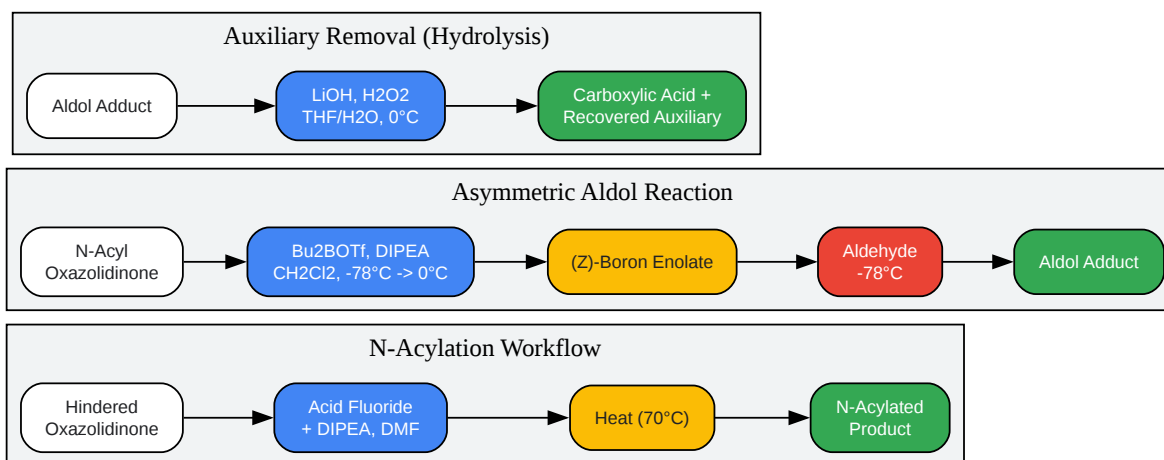 Auxiliary Removal (Hydrolysis)
Aldol Adduct
LiOH, H2O2
THF/H2O, 0°C
Carboxylic Acid +
Recovered Auxiliary
Asymmetric Aldol Reaction
N-Acyl
Oxazolidinone
Bu2BOTf, DIPEA
CH2Cl2, -78°C -> 0°C
(Z)-Boron Enolate
Aldehyde
-78°C
Aldol Adduct
N-Acylation Workflow
Hindered
Oxazolidinone
Acid Fluoride
+ DIPEA, DMF
Heat (70°C)
N-Acylated
Product